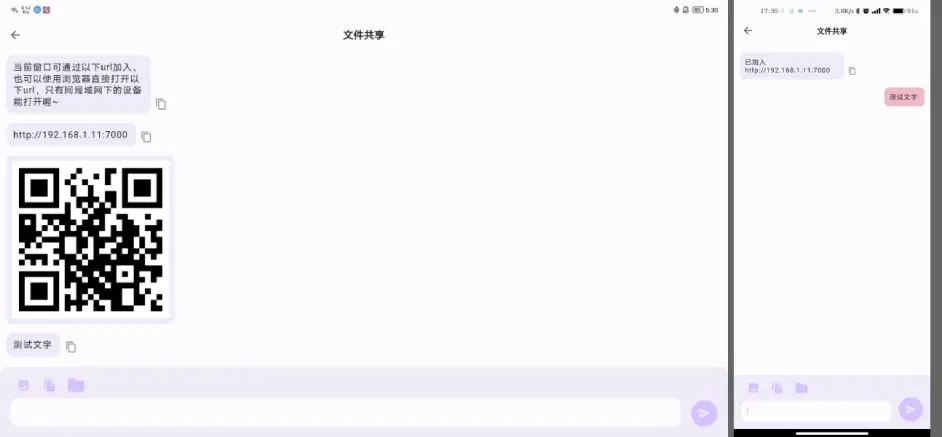 5:30
文件共享
当前窗口可通过以下url加入,
也可以使用浏览器直接打开以
下url，只有同局域网下的设备
能打开喔~
http://192.168.1.11:7000
测试文字
17:30
3.8K/s
91%
文件共享
已加入
http://192.168.1.11:7000
测试文字